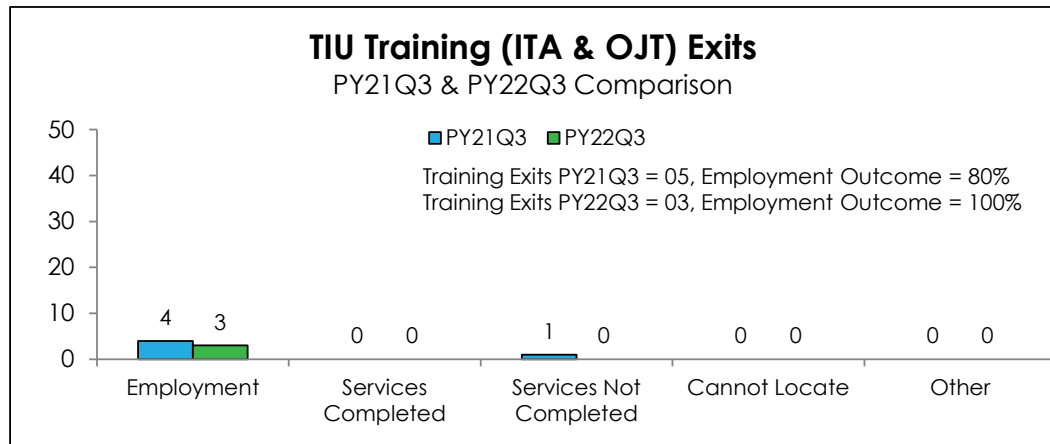 TIU Training (ITA & OJT) Exits
PY21Q3 & PY22Q3 Comparison
PY21Q3 PY22Q3
Training Exits PY21Q3 = 05, Employment Outcome = 80%
Training Exits PY22Q3 = 03, Employment Outcome = 100%
50
40
30
20
10
0
4 3 0 0 1 0 0 0 0 0
Employment
Services
Completed
Services Not
Completed
Cannot Locate
Other